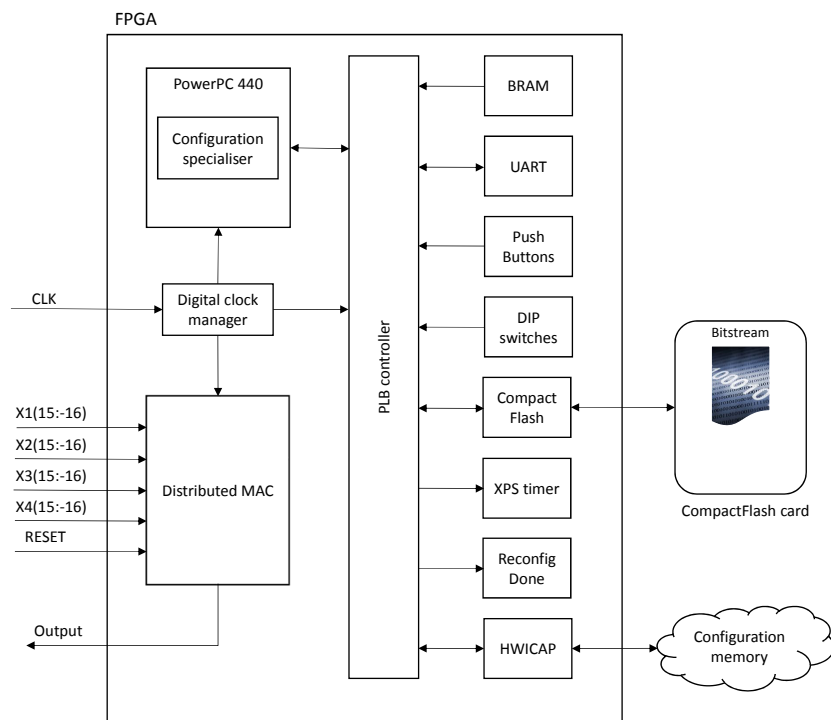 FPGA
PowerPC 440
Configuration
specialiser
Digital clock
manager
CLK
X1(15:-16)
X2(15:-16)
X3(15:-16)
X4(15:-16)
RESET
Distributed MAC
Output
PLB controller
BRAM
UART
Push
Buttons
DIP
switches
Compact
Flash
XPS timer
Reconfig
Done
HWICAP
Bitstream
CompactFlash card
Configuration
memory